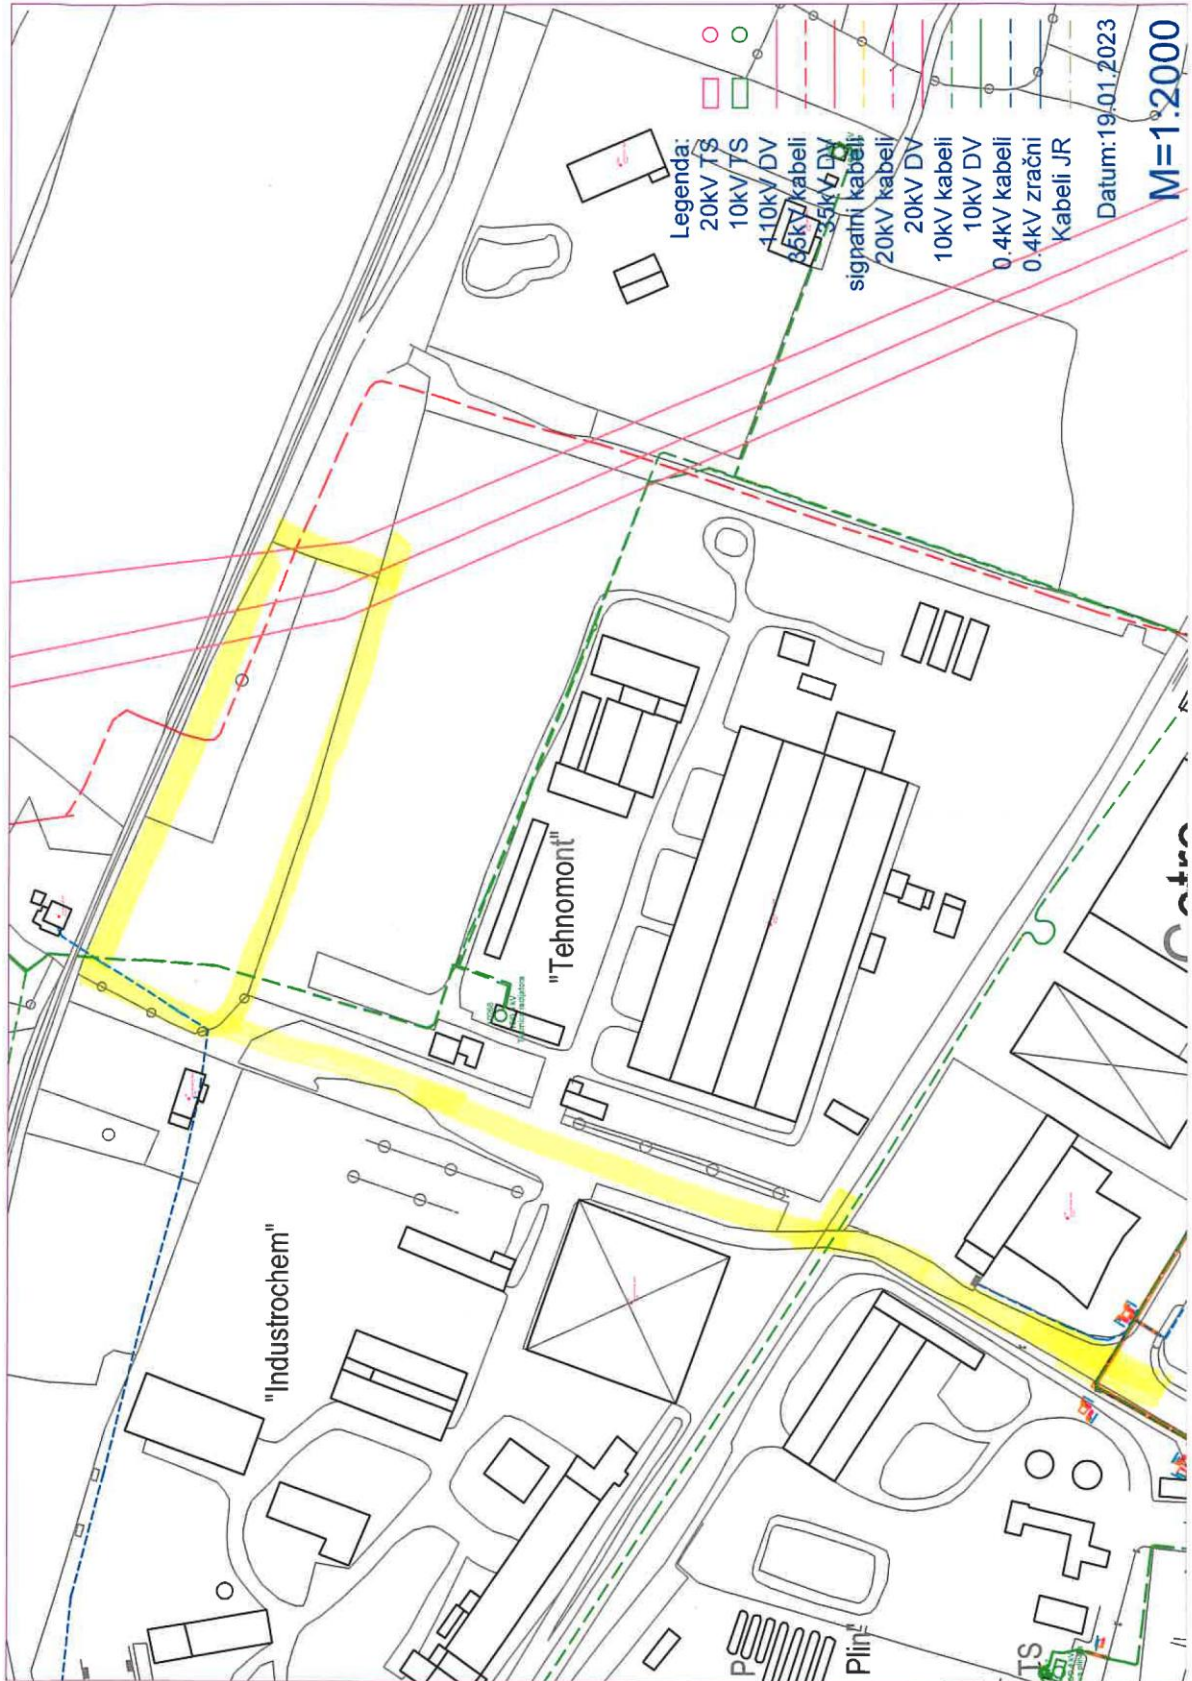 Legenda:
20kV TS
10kV TS
110kV DV
35kV kabeli
35kV DV
signalni kabeli
20kV kabeli
20kV DV
10kV kabeli
10kV DV
0.4kV kabeli
0.4kV zračni
Kabeli JR
Datum:19.01.2023
M=1:2000
"Tehnomont"
"Industrochem"
Plin"
TS